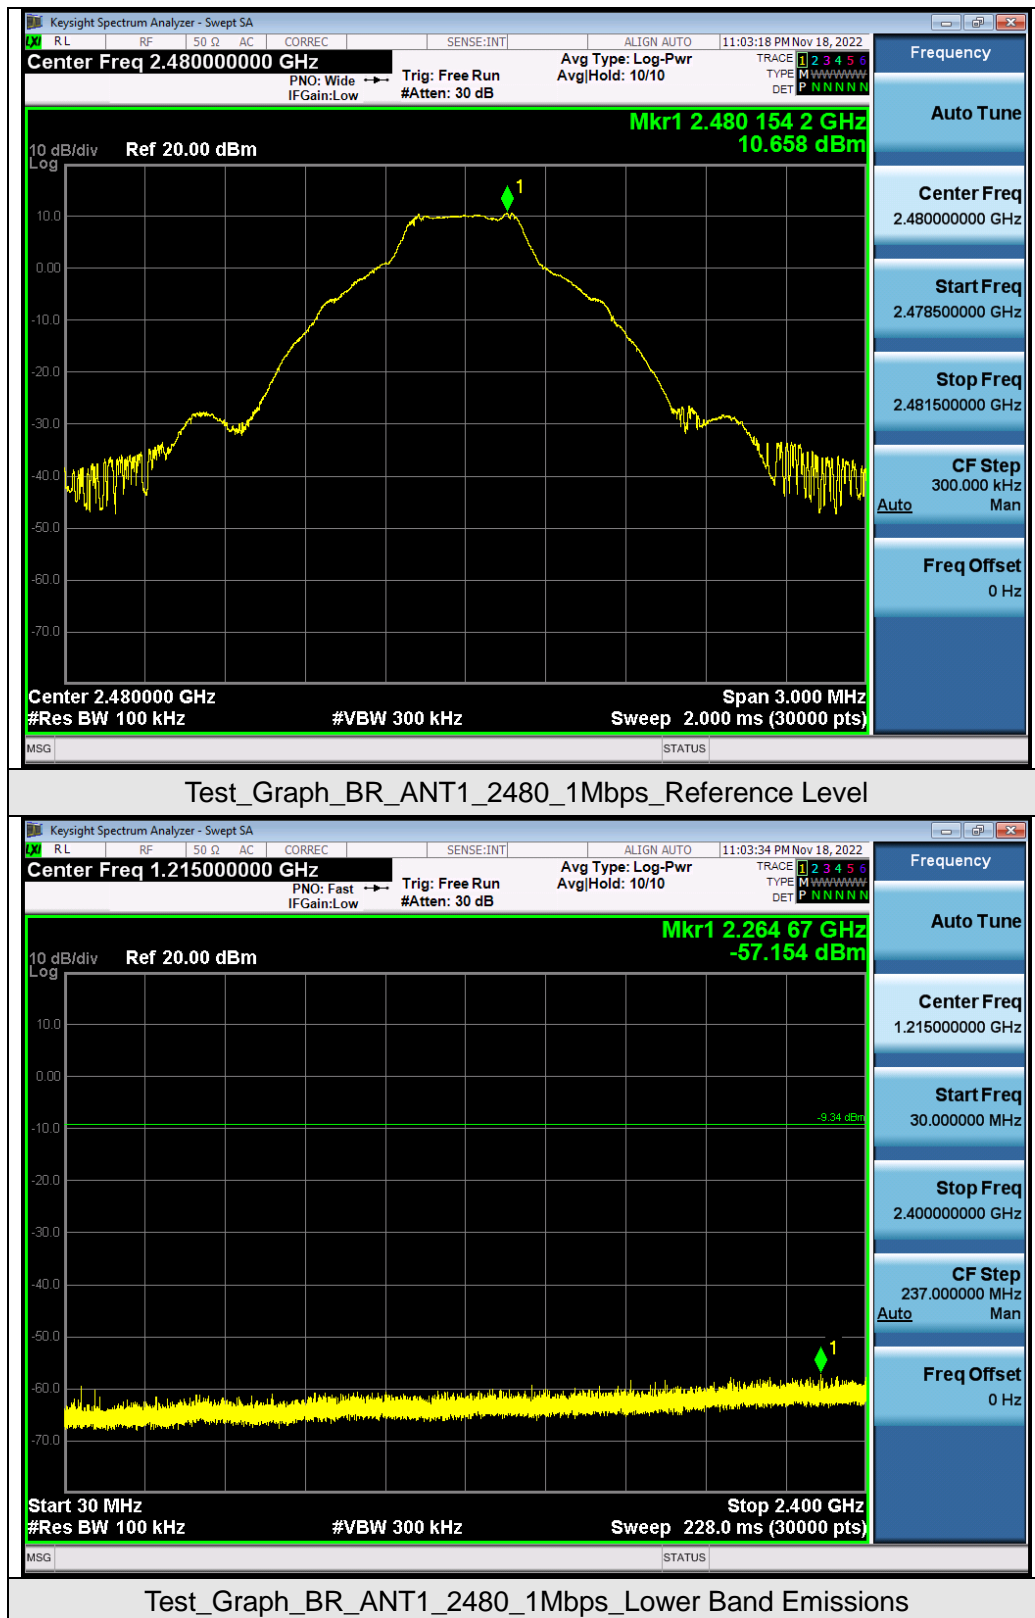 Keysight Spectrum Analyzer - Swept SA
LXI RL RF 50 Ω AC CORREC SENSE:INT ALIGN AUTO 11:03:18 PM Nov 18, 2022
Center Freq 2.480000000 GHz
PNO: Wide
IFGain:Low
Trig: Free Run
#Atten: 30 dB
Avg Type: Log-Pwr
Avg|Hold: 10/10
TRACE 1 2 3 4 5 6
TYPE M WWWWW
DET P N N N N N
Mkr1 2.480 154 2 GHz
10.658 dBm
10 dB/div Ref 20.00 dBm
Log
1
10.0
0.00
-10.0
-20.0
-30.0
-40.0
-50.0
-60.0
-70.0
Center 2.480000 GHz Span 3.000 MHz
#Res BW 100 kHz #VBW 300 kHz Sweep 2.000 ms (30000 pts)
MSG STATUS
Frequency
Auto Tune
Center Freq
2.480000000 GHz
Start Freq
2.478500000 GHz
Stop Freq
2.481500000 GHz
CF Step
300.000 kHz
Auto Man
Freq Offset
0 Hz
Test_Graph_BR_ANT1_2480_1Mbps_Reference Level
Keysight Spectrum Analyzer - Swept SA
LXI RL RF 50 Ω AC CORREC SENSE:INT ALIGN AUTO 11:03:34 PM Nov 18, 2022
Center Freq 1.215000000 GHz
PNO: Fast
IFGain:Low
Trig: Free Run
#Atten: 30 dB
Avg Type: Log-Pwr
Avg|Hold: 10/10
TRACE 1 2 3 4 5 6
TYPE M WWWWW
DET P N N N N N
Mkr1 2.264 67 GHz
-57.154 dBm
10 dB/div Ref 20.00 dBm
Log
10.0
0.00
-9.34 dBm
-10.0
-20.0
-30.0
-40.0
-50.0
1
-60.0
-70.0
Start 30 MHz Stop 2.400 GHz
#Res BW 100 kHz #VBW 300 kHz Sweep 228.0 ms (30000 pts)
MSG STATUS
Frequency
Auto Tune
Center Freq
1.215000000 GHz
Start Freq
30.000000 MHz
Stop Freq
2.400000000 GHz
CF Step
237.000000 MHz
Auto Man
Freq Offset
0 Hz
Test_Graph_BR_ANT1_2480_1Mbps_Lower Band Emissions